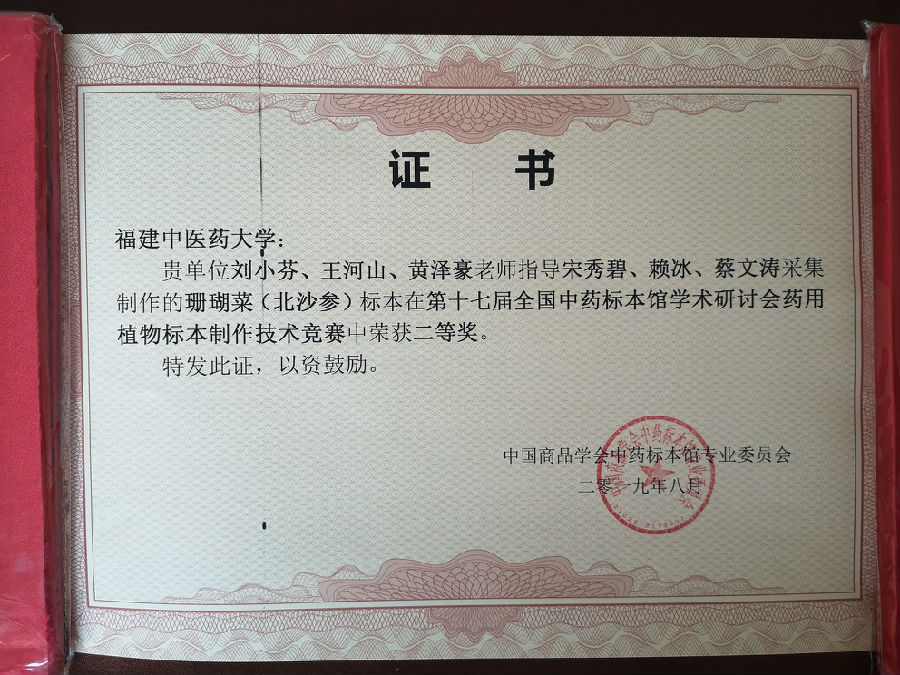 证 书
福建中医药大学：
贵单位刘小芬、王河山、黄泽豪老师指导宋秀碧、赖冰、蔡文涛采集
制作的珊瑚菜（北沙参）标本在第十七届全国中药标本馆学术研讨会药用
植物标本制作技术竞赛中荣获二等奖。
特发此证，以资鼓励。
中国商品学会中药标本馆专业委员会
二零一九年八月